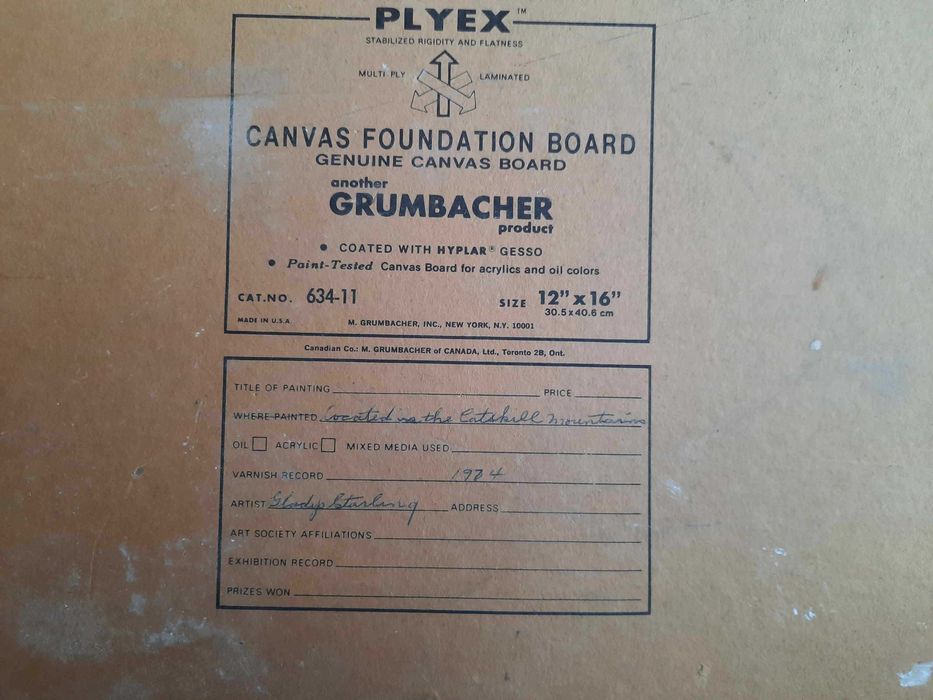 PLYEX™
STABILIZED RIGIDITY AND FLATNESS
MULTI-PLY LAMINATED
CANVAS FOUNDATION BOARD
GENUINE CANVAS BOARD
another
GRUMBACHER
product
• COATED WITH HYPLAR® GESSO
• Paint-Tested Canvas Board for acrylics and oil colors
CAT.NO. 634-11 SIZE 12” x 16”
30.5 x 40.6 cm
MADE IN U.S.A. M. GRUMBACHER, INC., NEW YORK, N.Y. 10001
Canadian Co.: M. GRUMBACHER of CANADA, Ltd., Toronto 2B, Ont.
TITLE OF PAINTING PRICE
WHERE PAINTED Located in the Catskill Mountains
OIL ACRYLIC MIXED MEDIA USED
VARNISH RECORD 1984
ARTIST Gladys Starling ADDRESS
ART SOCIETY AFFILIATIONS
EXHIBITION RECORD
PRIZES WON